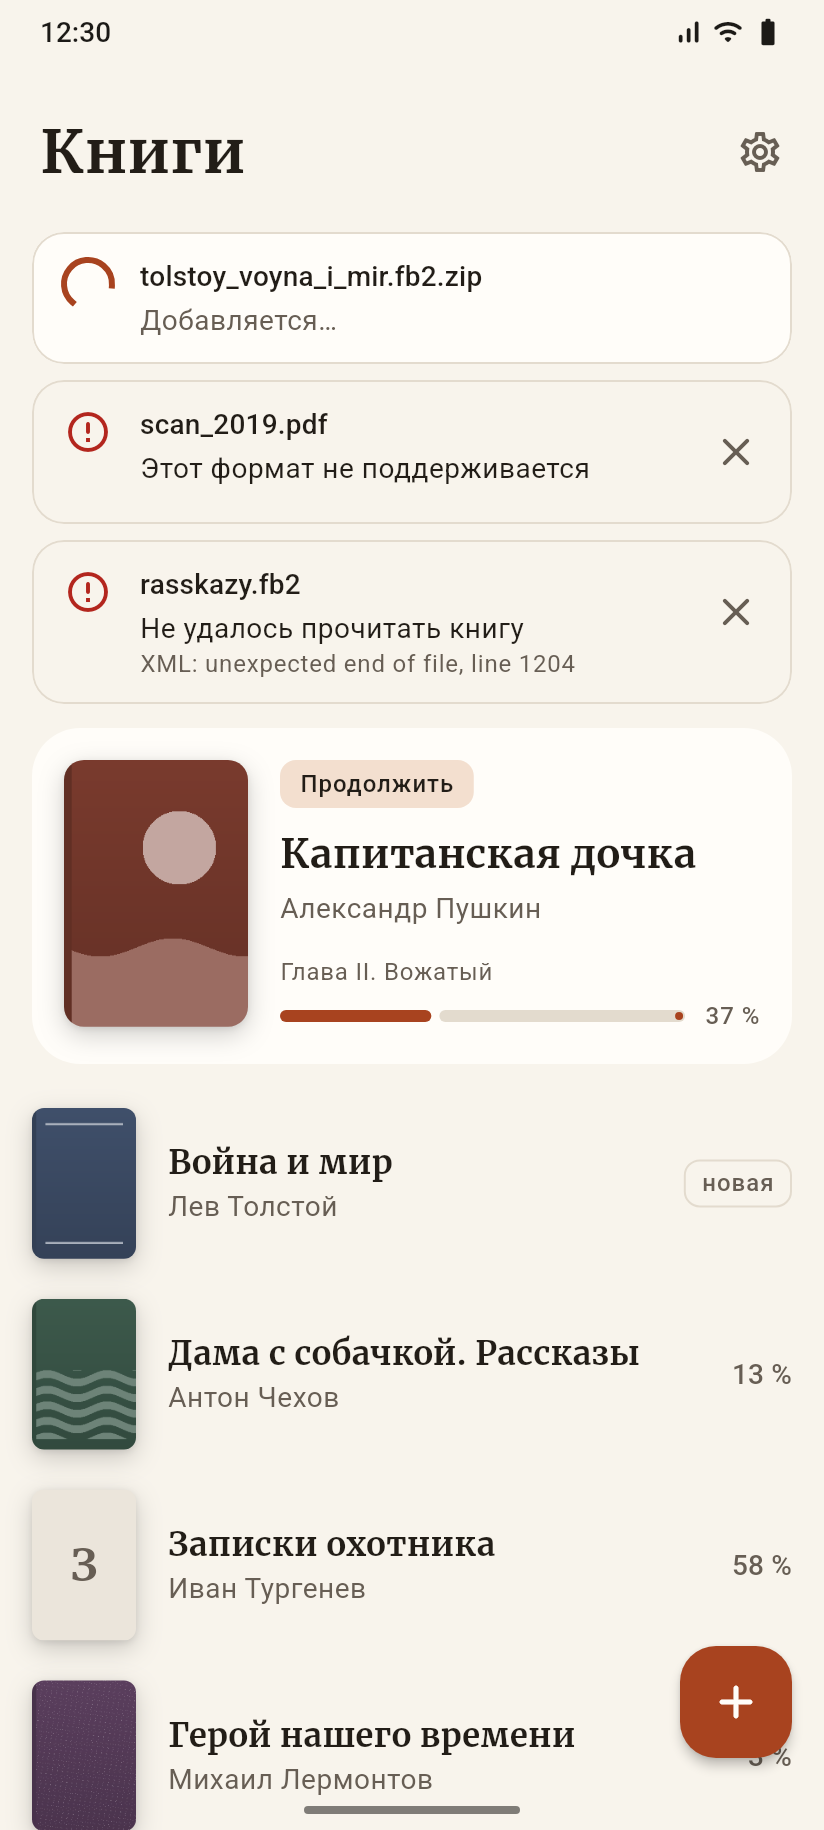 12:30
Книги
tolstoy_voyna_i_mir.fb2.zip
Добавляется…
scan_2019.pdf
Этот формат не поддерживается
rasskazy.fb2
Не удалось прочитать книгу
XML: unexpected end of file, line 1204
Продолжить
Капитанская дочка
Александр Пушкин
Глава II. Вожатый
37 %
Война и мир
Лев Толстой
новая
Дама с собачкой. Рассказы
Антон Чехов
13 %
З
Записки охотника
Иван Тургенев
58 %
Герой нашего времени
Михаил Лермонтов
%